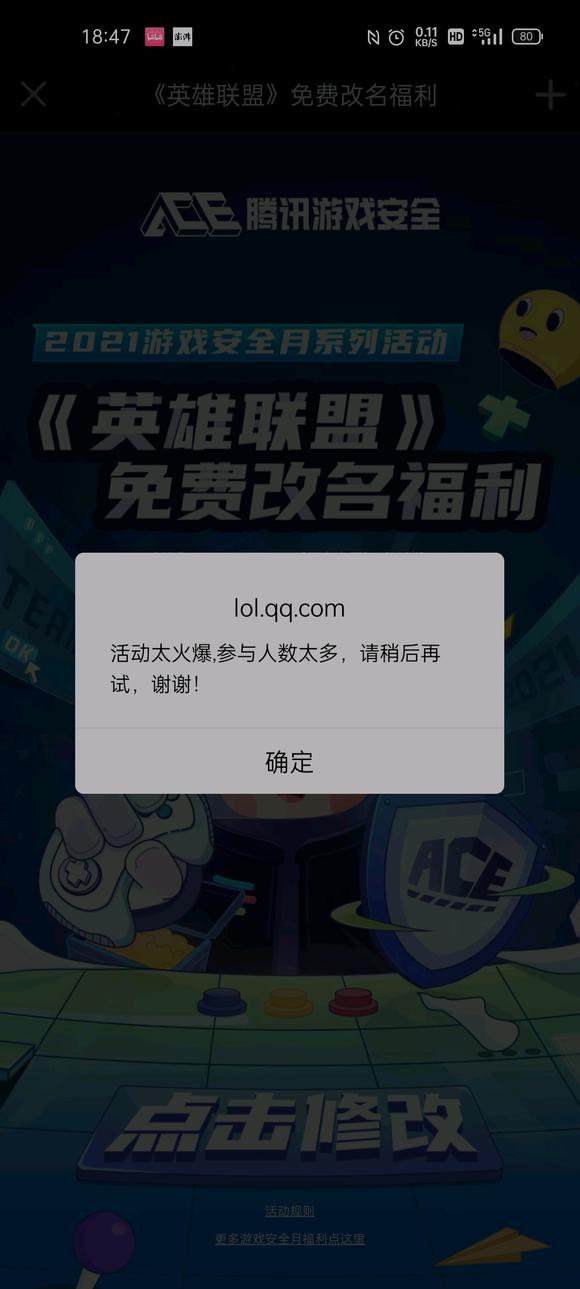 18:47
0.11
KB/S
HD
5G
80
《英雄联盟》免费改名福利
ACE 腾讯游戏安全
2021游戏安全月系列活动
《英雄联盟》
免费改名福利
TEA
OK
2021
lol.qq.com
活动太火爆,参与人数太多，请稍后再
试，谢谢！
确定
ACE
点击修改
活动规则
更多游戏安全月福利点这里